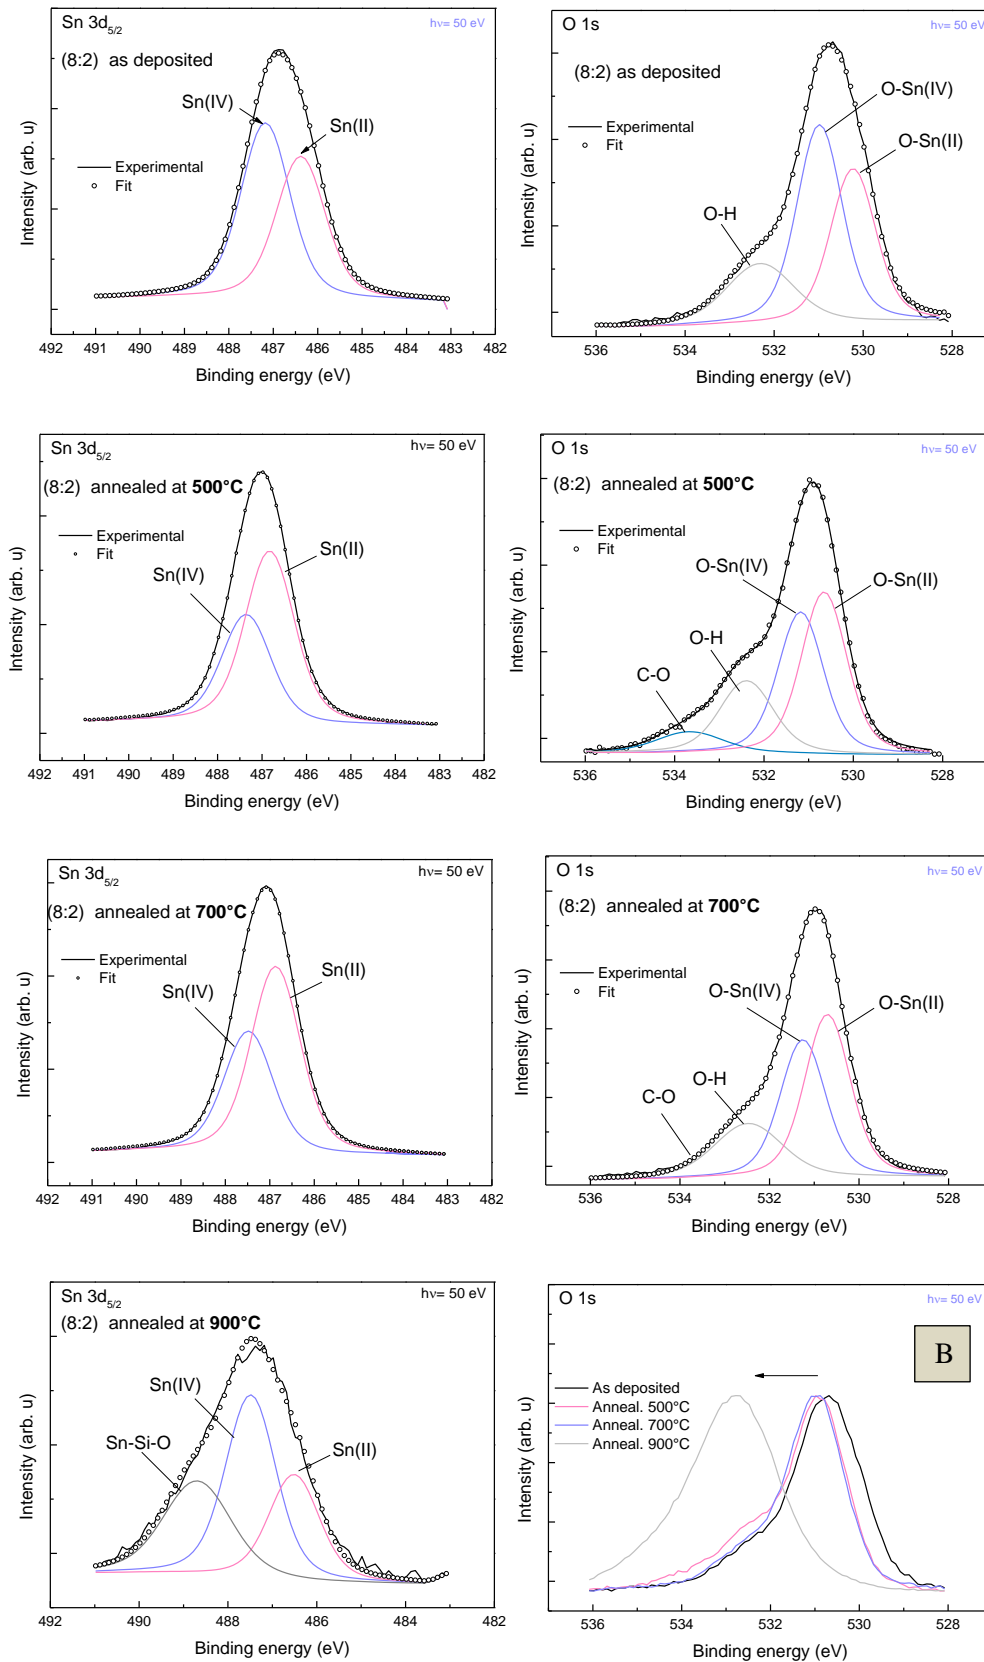 Sn 3d5/2
hν= 50 eV
(8:2) as deposited
Sn(IV)
Sn(II)
Experimental
Fit
Intensity (arb. u)
492 491 490 489 488 487 486 485 484 483 482
Binding energy (eV)
O 1s
hν= 50 eV
(8:2) as deposited
O-Sn(IV)
Experimental
Fit
O-Sn(II)
O-H
Intensity (arb. u)
536 534 532 530 528
Binding energy (eV)
Sn 3d5/2
hν= 50 eV
(8:2) annealed at 500°C
Experimental
Fit
Sn(II)
Sn(IV)
Intensity (arb. u)
492 491 490 489 488 487 486 485 484 483 482
Binding energy (eV)
O 1s
hν= 50 eV
(8:2) annealed at 500°C
Experimental
Fit
O-Sn(IV)
O-Sn(II)
O-H
C-O
Intensity (arb. u)
536 534 532 530 528
Binding energy (eV)
Sn 3d5/2
hν= 50 eV
(8:2) annealed at 700°C
Experimental
Fit
Sn(II)
Sn(IV)
Intensity (arb. u)
492 491 490 489 488 487 486 485 484 483 482
Binding energy (eV)
O 1s
hν= 50 eV
(8:2) annealed at 700°C
Experimental
Fit
O-Sn(IV)
O-Sn(II)
O-H
C-O
Intensity (arb. u)
536 534 532 530 528
Binding energy (eV)
Sn 3d5/2
hν= 50 eV
(8:2) annealed at 900°C
Sn(IV)
Sn-Si-O
Sn(II)
Intensity (arb. u)
490 488 486 484 482
Binding energy (eV)
O 1s
hν= 50 eV
B
As deposited
Anneal. 500°C
Anneal. 700°C
Anneal. 900°C
Intensity (arb. u)
536 534 532 530 528
Binding energy (eV)